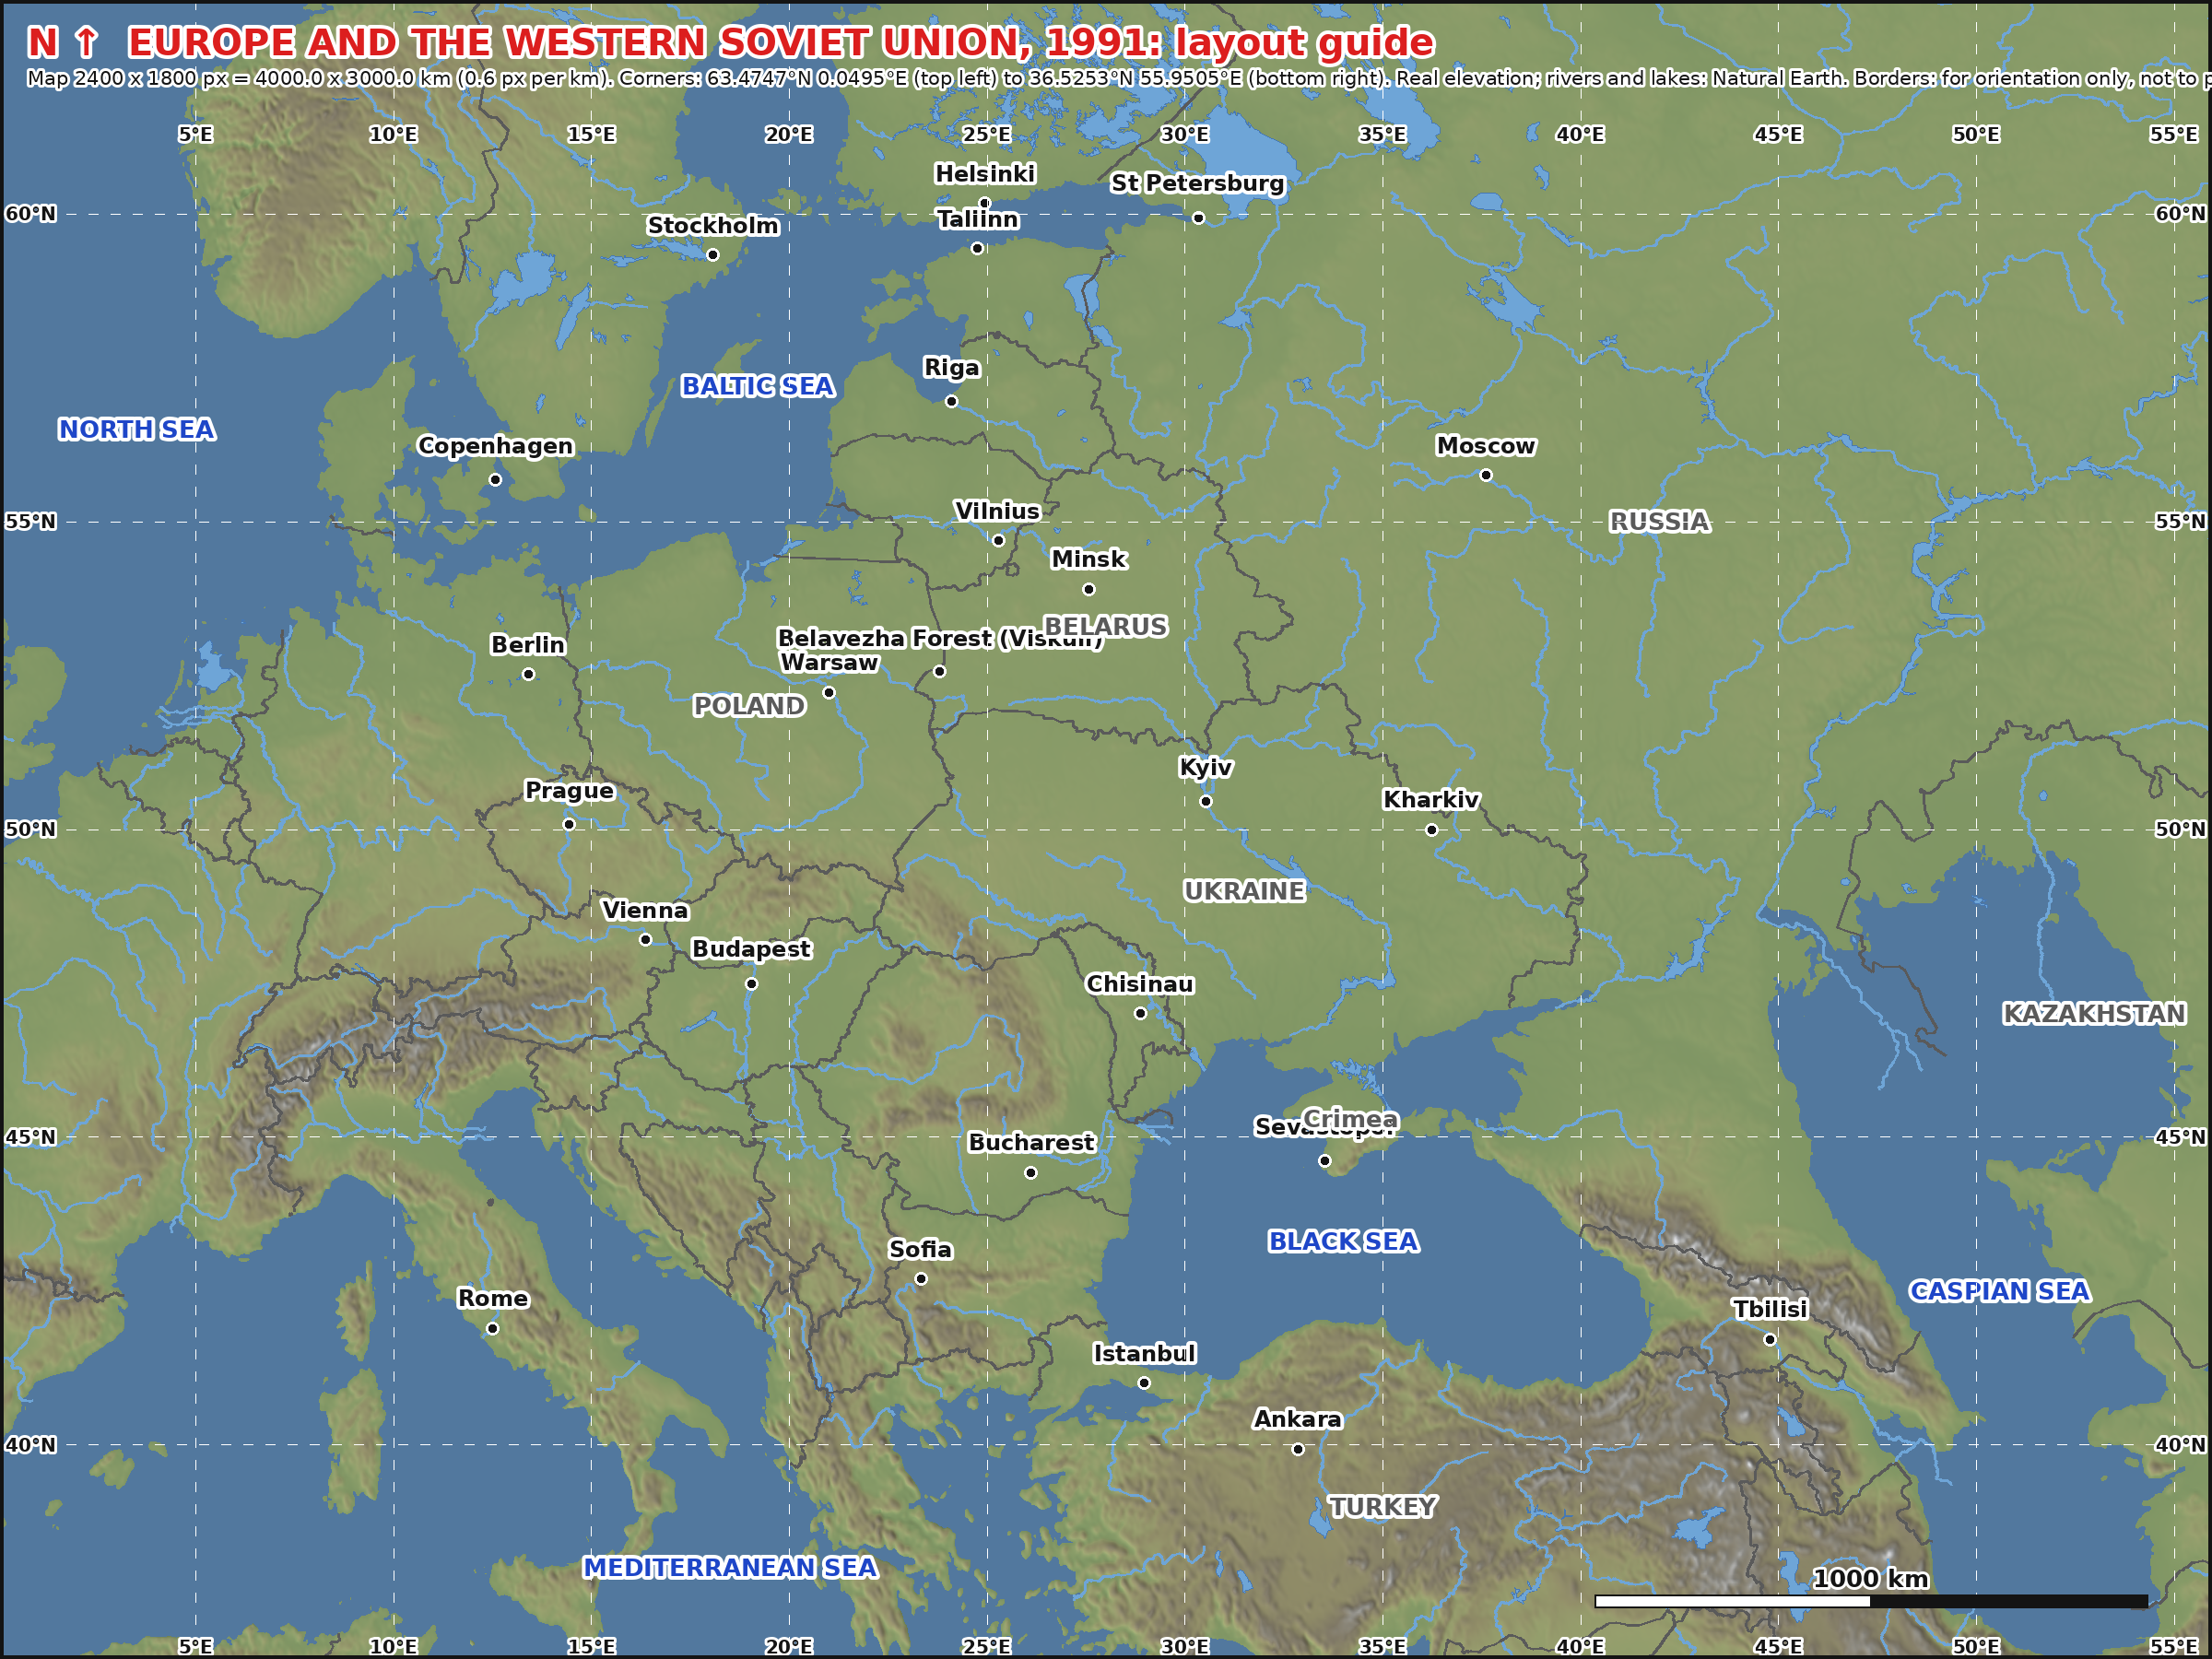 N ↑ EUROPE AND THE WESTERN SOVIET UNION, 1991: layout guide
Map 2400 x 1800 px = 4000.0 x 3000.0 km (0.6 px per km). Corners: 63.4747°N 0.0495°E (top left) to 36.5253°N 55.9505°E (bottom right). Real elevation; rivers and lakes: Natural Earth. Borders: for orientation only, not to p
5°E 10°E 15°E 20°E 25°E 30°E 35°E 40°E 45°E 50°E 55°E
Helsinki
St Petersburg
60°N 60°N
Tallinn
Stockholm
Riga
BALTIC SEA
NORTH SEA
Copenhagen
Moscow
Vilnius
55°N RUSSIA 55°N
Minsk
BELARUS
Belavezha Forest (Viskuli)
Berlin
Warsaw
POLAND
Kyiv
Prague
Kharkiv
50°N 50°N
UKRAINE
Vienna
Budapest
Chisinau
KAZAKHSTAN
Crimea
Sevastopol
45°N 45°N
Bucharest
BLACK SEA
Sofia
CASPIAN SEA
Rome
Tbilisi
Istanbul
Ankara
40°N 40°N
TURKEY
MEDITERRANEAN SEA
1000 km
5°E 10°E 15°E 20°E 25°E 30°E 35°E 40°E 45°E 50°E 55°E